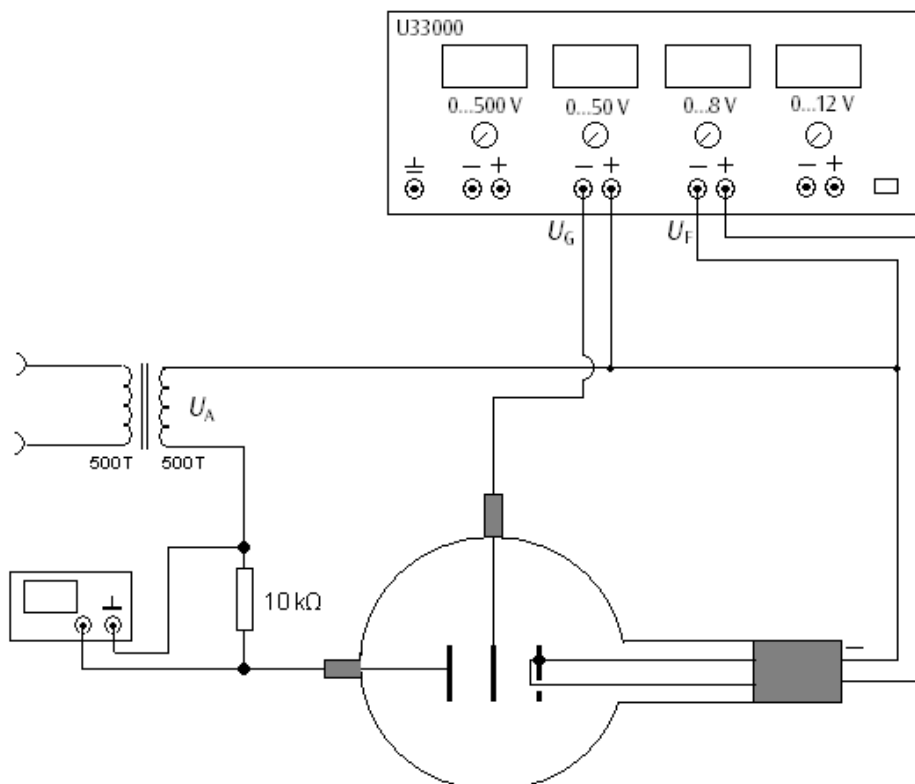 U33000
0...500 V 0...50 V 0...8 V 0...12 V
− + − + − + − +
U_G U_F
U_A
500T 500T
10 kΩ
−